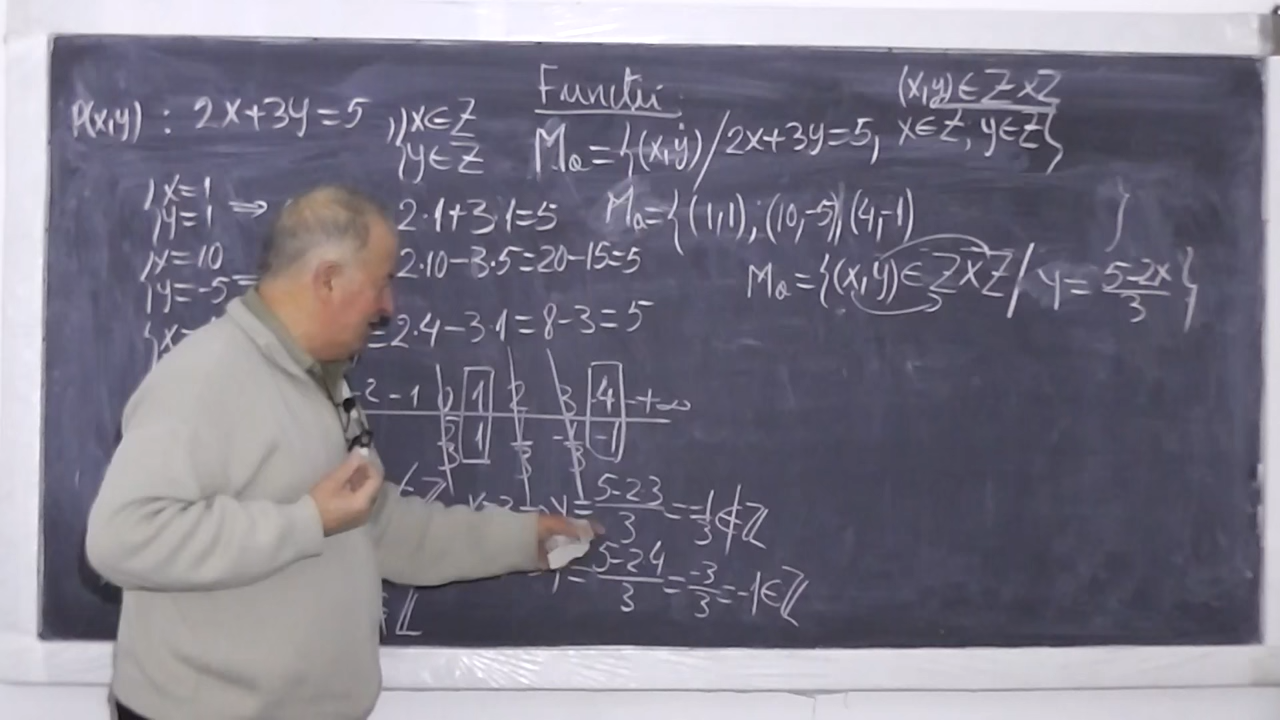 Functii
(x,y)∈ZxZ
P(x,y) : 2x+3y=5, {x∈Z
{y∈Z
Ma={(x,y)/2x+3y=5, x∈Z, y∈Z}
{x=1
{y=1 ⇒ 2·1+3·1=5
Ma={(1,1),(10,-5),(4,-1) }
{x=10
{y=-5 2·10-3·5=20-15=5
Ma={(x,y)∈ZxZ/ y=5-2x/3}
{x= =2·4-3·1=8-3=5
-2 -1 0 1 2 3 4 +∞
5/3 1 -1/3 -1
y=5-2·3/3=-1/3∉Z
y=5-2·4/3=-3/3=-1∈Z